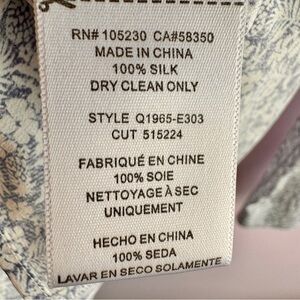 RN# 105230 CA#58350
MADE IN CHINA
100% SILK
DRY CLEAN ONLY
STYLE Q1965-E303
CUT 515224
FABRIQUÉ EN CHINE
100% SOIE
NETTOYAGE À SEC
UNIQUEMENT
HECHO EN CHINA
100% SEDA
LAVAR EN SECO SOLAMENTE